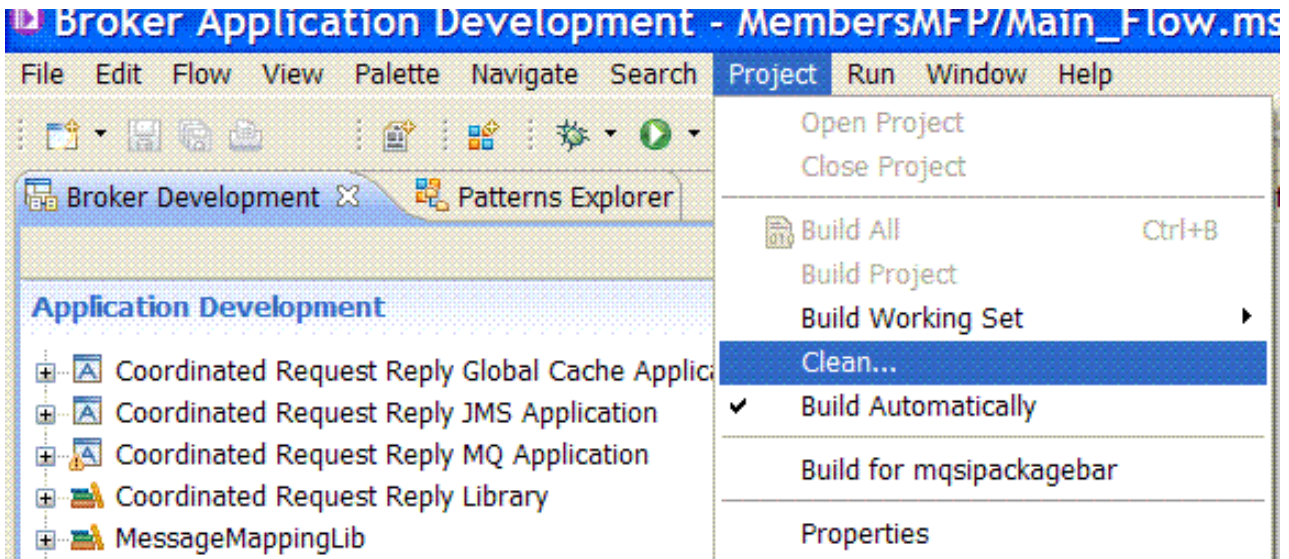 Broker Application Development - MembersMFP/Main_Flow.ms
File Edit Flow View Palette Navigate Search Project Run Window Help
Open Project
Close Project
Broker Development Patterns Explorer
Build All Ctrl+B
Build Project
Application Development
Build Working Set
Coordinated Request Reply Global Cache Applica
Clean...
Coordinated Request Reply JMS Application
Build Automatically
Coordinated Request Reply MQ Application
Build for mqsipackagebar
Coordinated Request Reply Library
MessageMappingLib
Properties